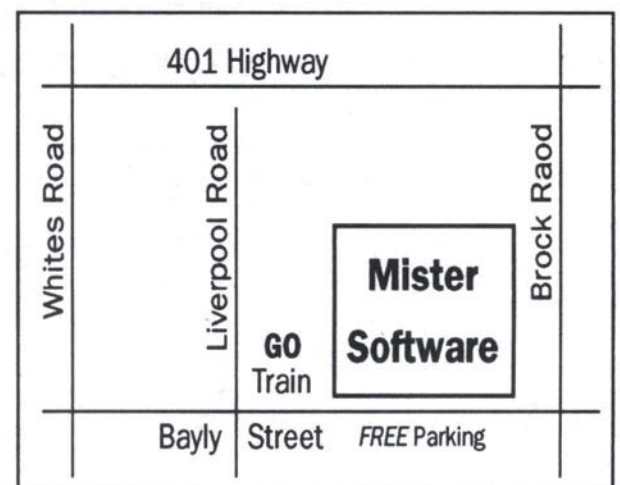 401 Highway
Whites Road
Liverpool Road
Brock Raod
Mister
Software
GO
Train
Bayly Street
FREE Parking